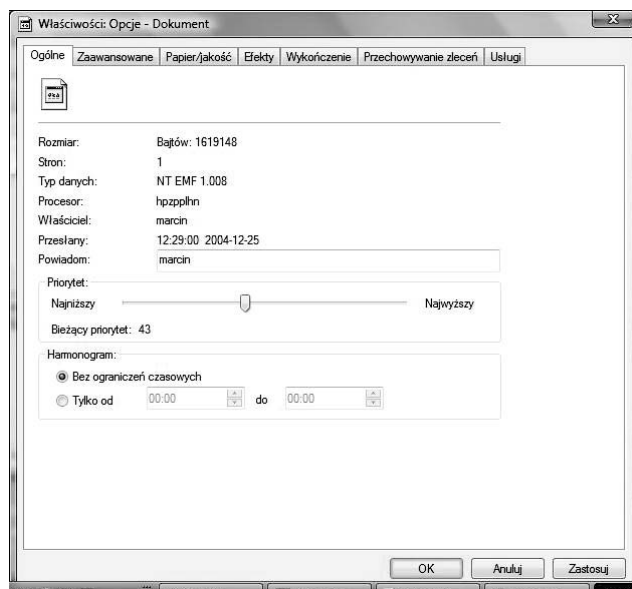 Właściwości: Opcje - Dokument
Ogólne Zaawansowane Papier/jakość Efekty Wykończenie Przechowywanie zleceń Usługi
Rozmiar: Bajtów: 1619148
Stron: 1
Typ danych: NT EMF 1.008
Procesor: hpzpplhn
Właściciel: marcin
Przesłany: 12:29:00 2004-12-25
Powiadom: marcin
Priorytet:
Najniższy Najwyższy
Bieżący priorytet: 43
Harmonogram:
Bez ograniczeń czasowych
Tylko od 00:00 do 00:00
OK Anuluj Zastosuj